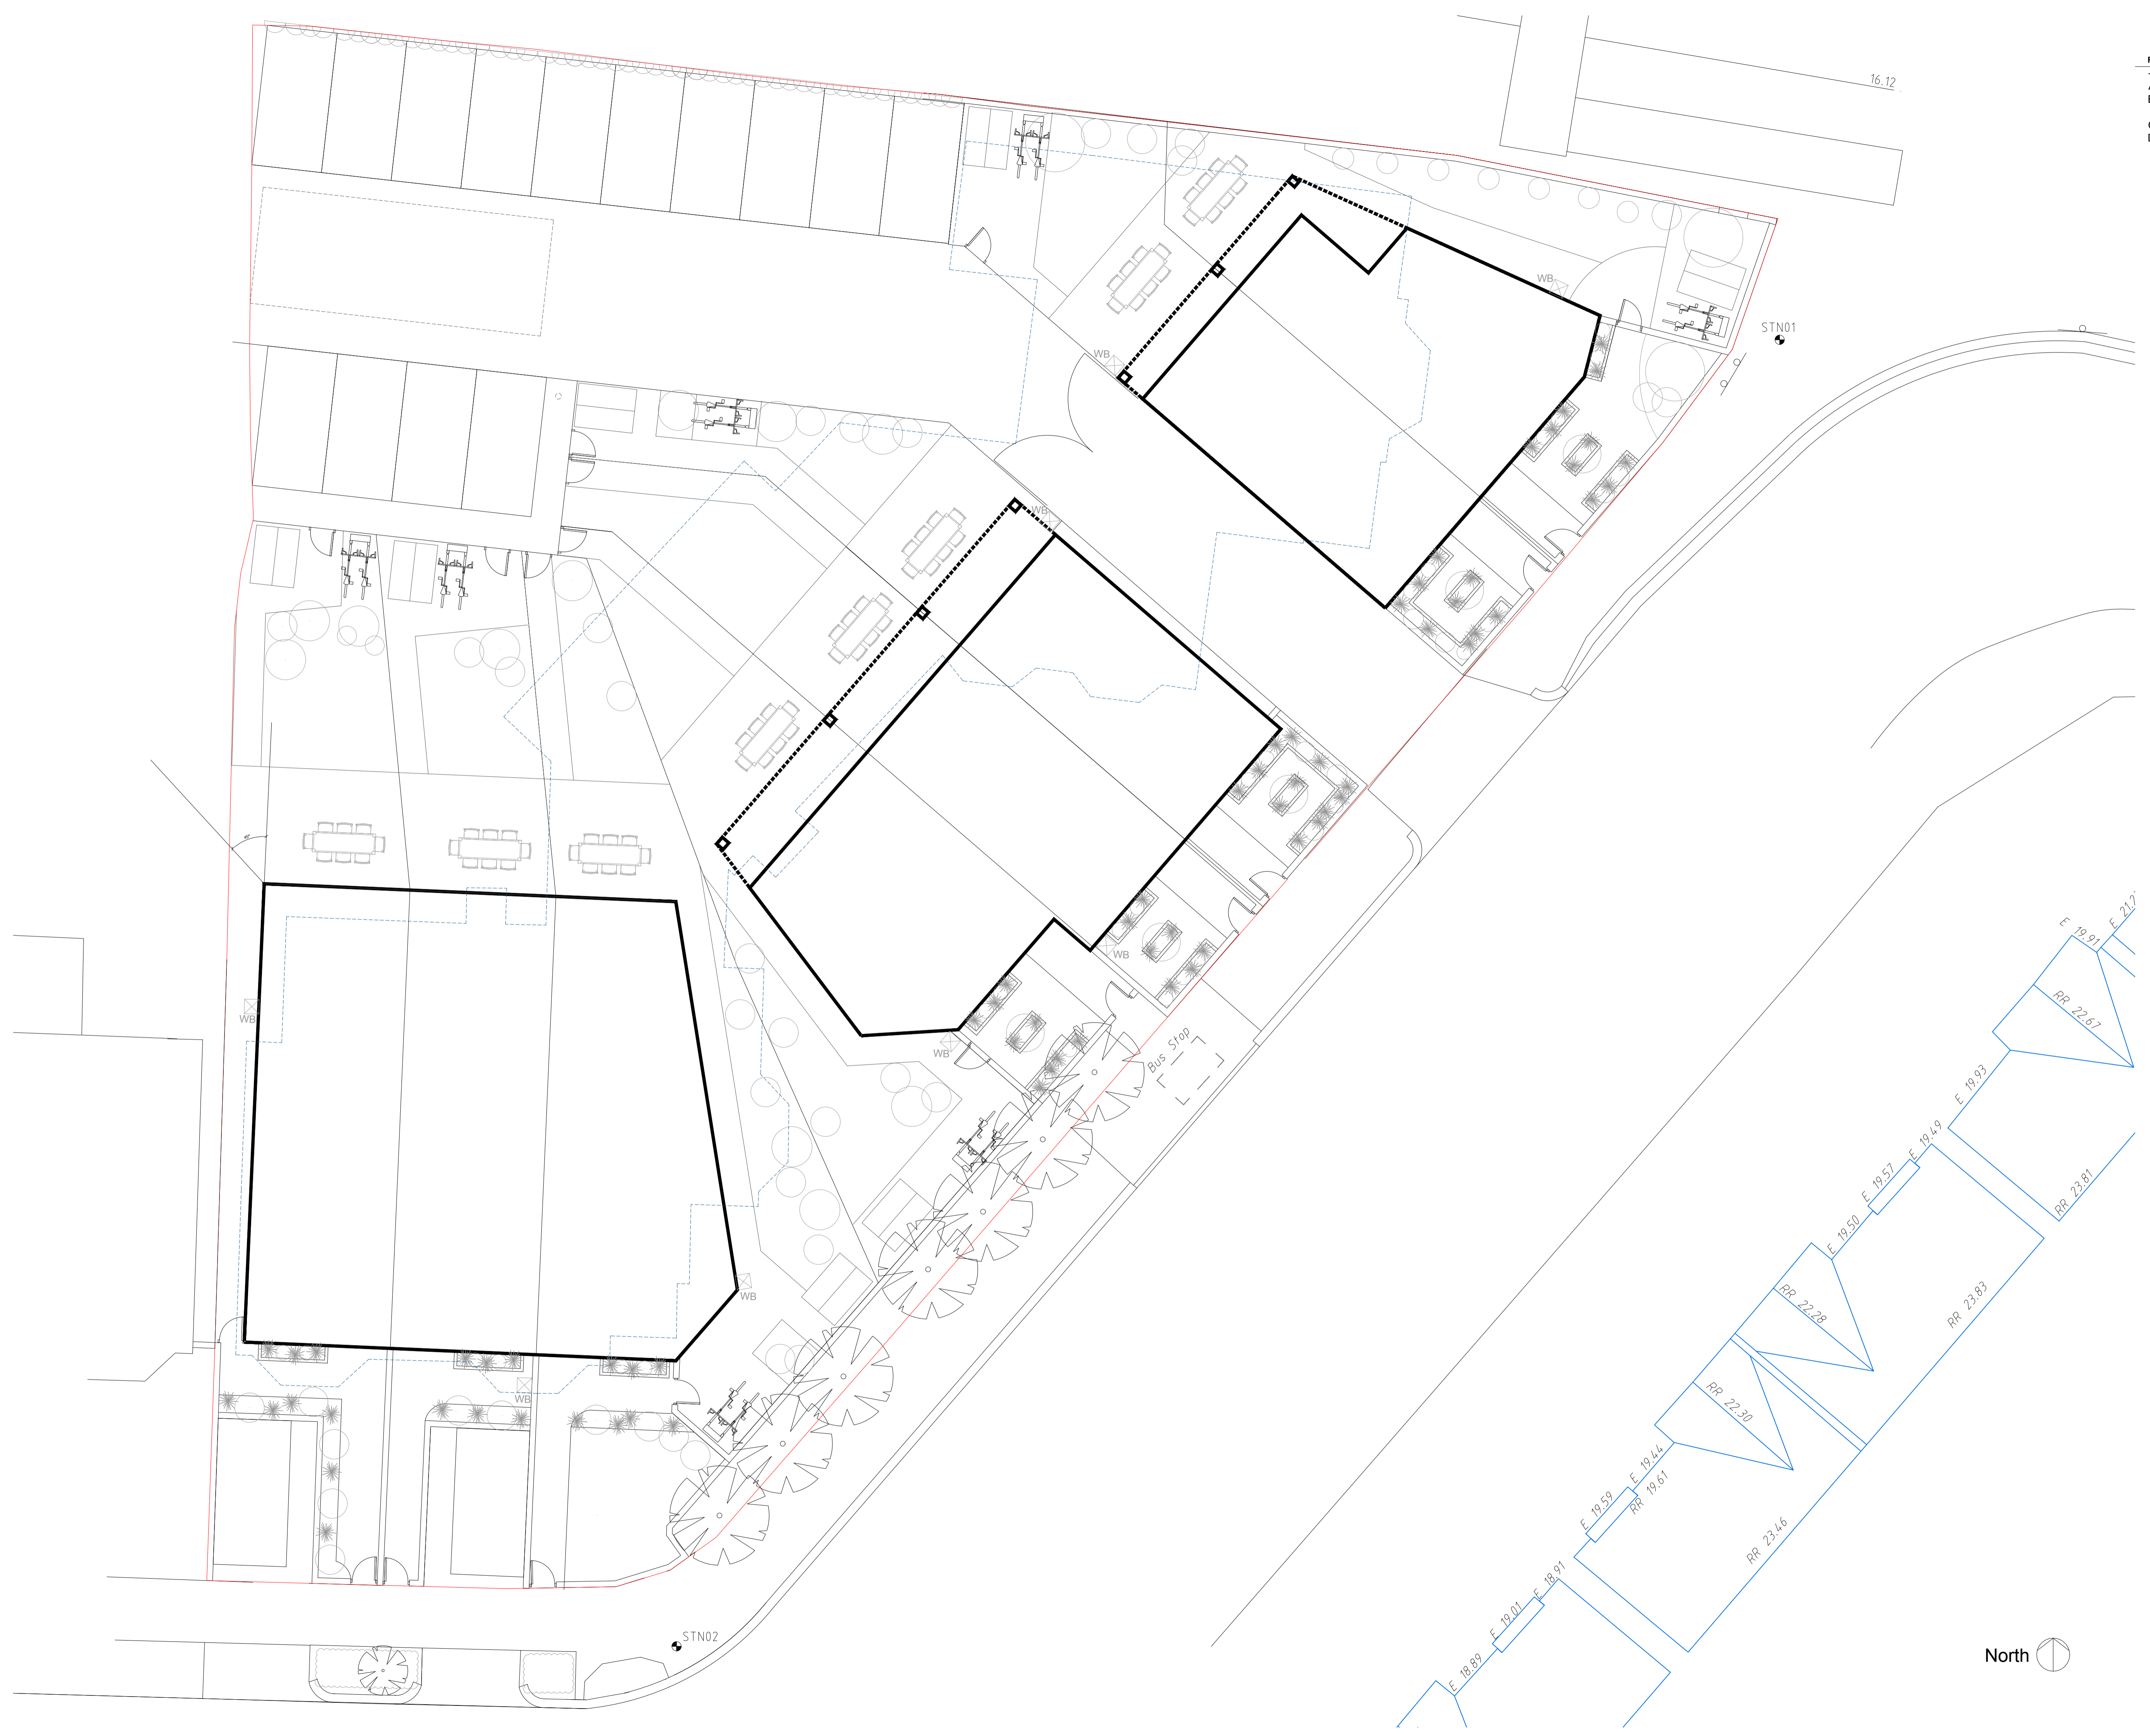 16.12
STN01
WB
WB
WB
45°
WB
WB
WB
WB
WB
Bus Stop
E 21.2
E 19.91
RR 22.67
E 19.93
E 19.49
E 19.57
RR 23.81
E 19.50
RR 22.28
RR 23.83
RR 22.30
E 19.44
RR 19.61
E 19.59
RR 23.46
E 18.91
E 19.01
E 18.89
STN02
North